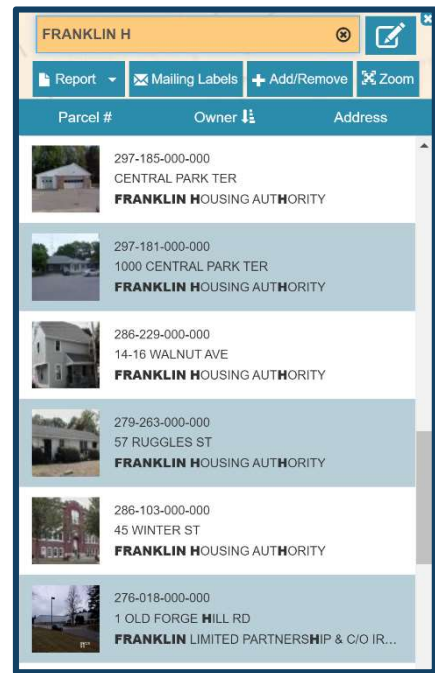 FRANKLIN H
Report Mailing Labels Add/Remove Zoom
Parcel # Owner Address
297-185-000-000
CENTRAL PARK TER
FRANKLIN HOUSING AUTHORITY
297-181-000-000
1000 CENTRAL PARK TER
FRANKLIN HOUSING AUTHORITY
286-229-000-000
14-16 WALNUT AVE
FRANKLIN HOUSING AUTHORITY
279-263-000-000
57 RUGGLES ST
FRANKLIN HOUSING AUTHORITY
286-103-000-000
45 WINTER ST
FRANKLIN HOUSING AUTHORITY
276-018-000-000
1 OLD FORGE HILL RD
FRANKLIN LIMITED PARTNERSHIP & C/O IR...